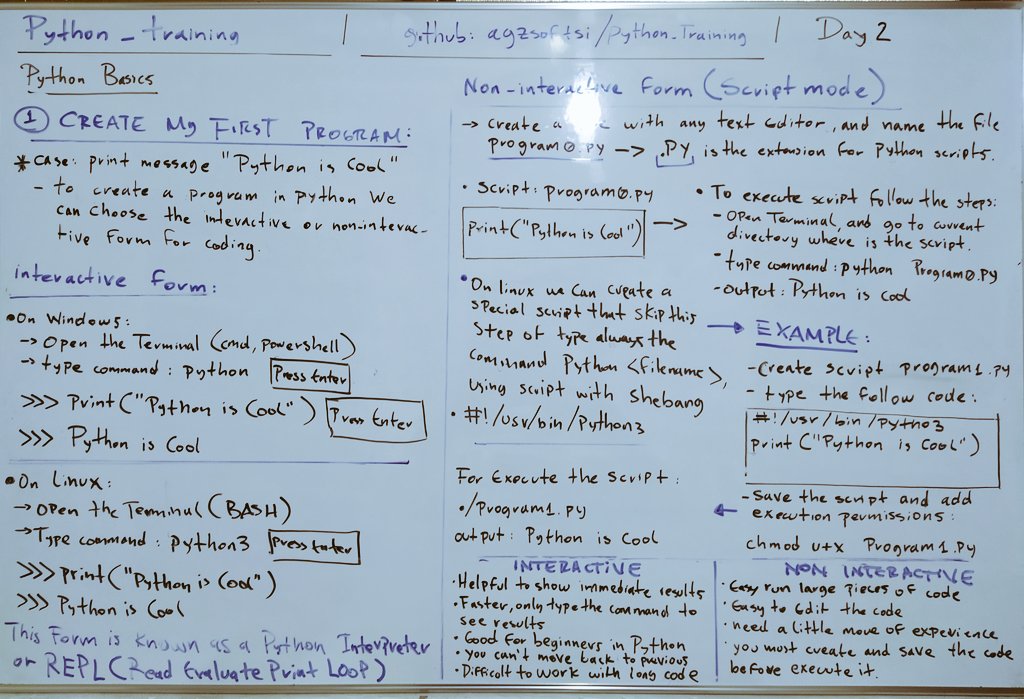 Python_training | github: agzsoftsi/Python_Training | Day 2
Python Basics
① CREATE My FIRST PROGRAM:
* Case: print message "Python is Cool"
- to create a program in python We
can choose the interactive or non-interac-
tive Form for coding.
interactive Form:
• On Windows:
→ Open the Terminal (cmd, powershell)
→ type command: python Press Enter
>>> Print("Python is Cool") Press Enter
>>> Python is Cool
• On Linux:
→ Open the Terminal (BASH)
→ Type command: python3 Press Enter
>>> print("Python is Cool")
>>> Python is Cool
This Form is known as a Python Interpreter
or REPL (Read Evaluate Print Loop)
Non-interactive Form (Script mode)
→ create a with any text Editor, and name the file
program0.py → .PY is the extension for Python scripts.
• Script: program0.py
Print("Python is Cool") →
• To execute script follow the steps:
- Open Terminal, and go to current
directory where is the script.
- type command: python Program0.py
- Output: Python is cool
• On linux we can create a
special script that skip this
step of type always the
command Python <filename>,
using script with Shebang
• #!/usr/bin/Python3
→ EXAMPLE:
- Create script program1.py
- type the follow code:
#!/usr/bin/python3
print ("Python is Cool")
- Save the script and add
execution permissions:
chmod u+x Program1.py
←
For Execute the script:
• ./Program1.py
output: Python is Cool
INTERACTIVE
• Helpful to show immediate results
• Faster, only type the command to
see results
• Good for beginners in Python
• you can't move back to previous
• Difficult to work with long code
NON INTERACTIVE
• Easy run large pieces of code
• Easy to Edit the code
• need a little move of experience
• you must create and save the code
before execute it.